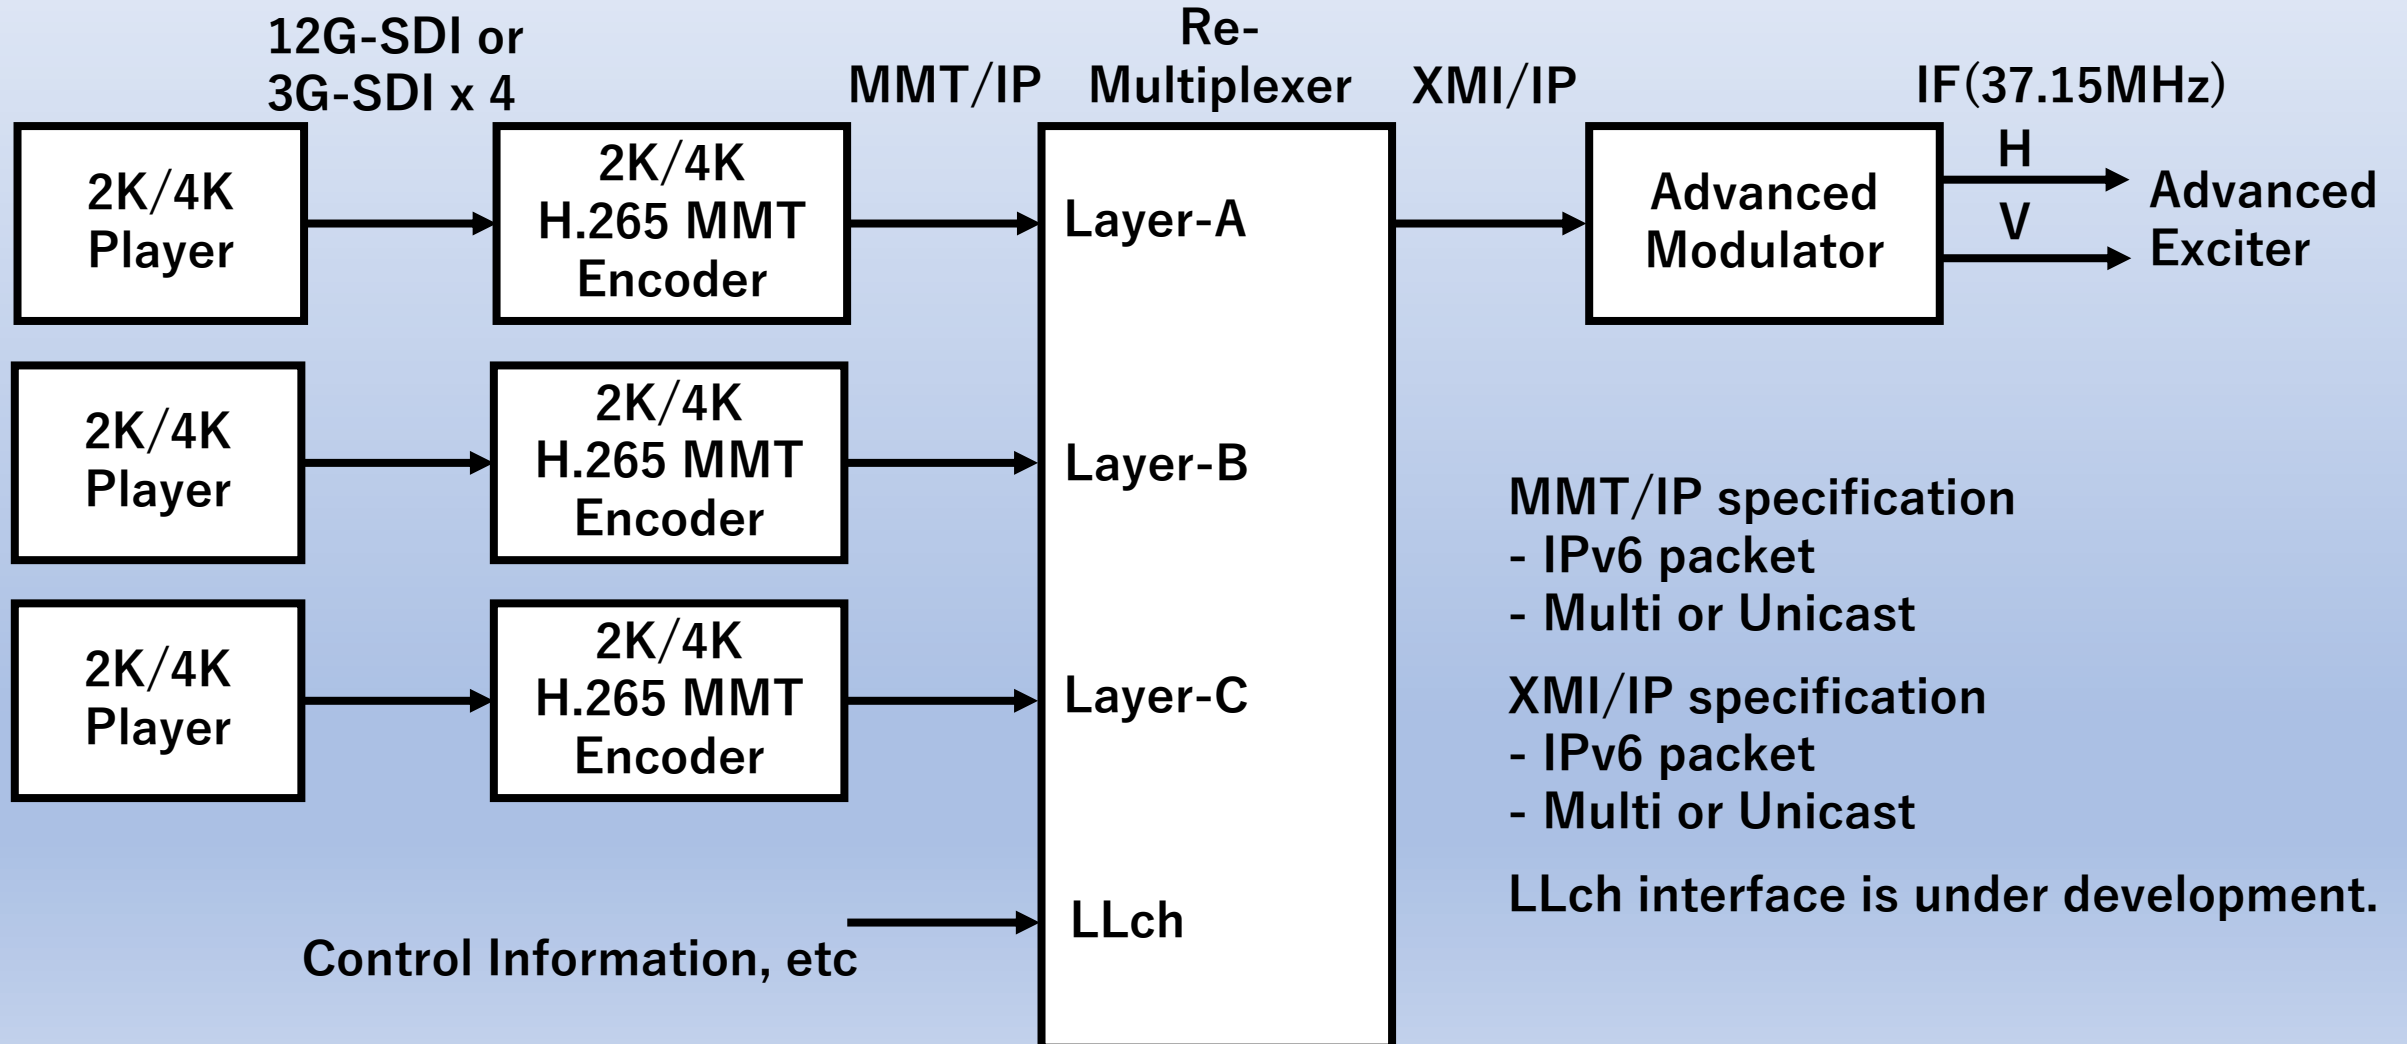 12G-SDI or
3G-SDI x 4
MMT/IP
Re-
Multiplexer
XMI/IP
IF(37.15MHz)
2K/4K
Player
2K/4K
H.265 MMT
Encoder
Layer-A
Advanced
Modulator
H
V
Advanced
Exciter
2K/4K
Player
2K/4K
H.265 MMT
Encoder
Layer-B
2K/4K
Player
2K/4K
H.265 MMT
Encoder
Layer-C
Control Information, etc
LLch
MMT/IP specification
- IPv6 packet
- Multi or Unicast
XMI/IP specification
- IPv6 packet
- Multi or Unicast
LLch interface is under development.